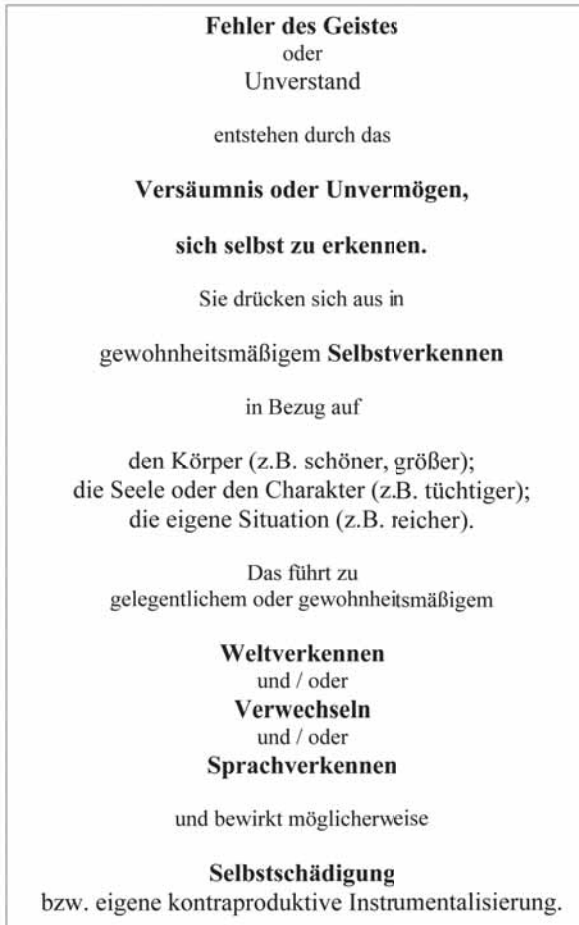 Fehler des Geistes
oder
Unverstand
entstehen durch das
Versäumnis oder Unvermögen,
sich selbst zu erkennen.
Sie drücken sich aus in
gewohnheitsmäßigem Selbstverkennen
in Bezug auf
den Körper (z.B. schöner, größer);
die Seele oder den Charakter (z.B. tüchtiger);
die eigene Situation (z.B. reicher).
Das führt zu
gelegentlichem oder gewohnheitsmäßigem
Weltverkennen
und / oder
Verwechseln
und / oder
Sprachverkennen
und bewirkt möglicherweise
Selbstschädigung
bzw. eigene kontraproduktive Instrumentalisierung.